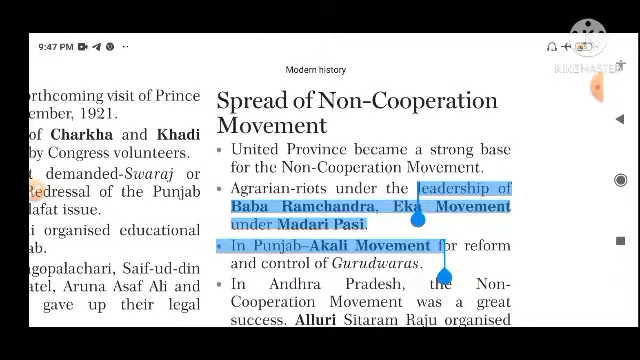 9:47 PM
KINEMASTER
Modern history
orthcoming visit of Prince
ember, 1921.
of Charkha and Khadi
by Congress volunteers.
t demanded-Swaraj or
Redressal of the Punjab
lafat issue.
ai organised educational
ab.
agopalachari, Saif-ud-din
atel, Aruna Asaf Ali and
gave up their legal
Spread of Non-Cooperation
Movement
• United Province became a strong base
for the Non-Cooperation Movement.
• Agrarian-riots under the leadership of
Baba Ramchandra, Eka Movement
under Madari Pasi.
• In Punjab–Akali Movement for reform
and control of Gurudwaras.
• In Andhra Pradesh, the Non-
Cooperation Movement was a great
success. Alluri Sitaram Raju organised